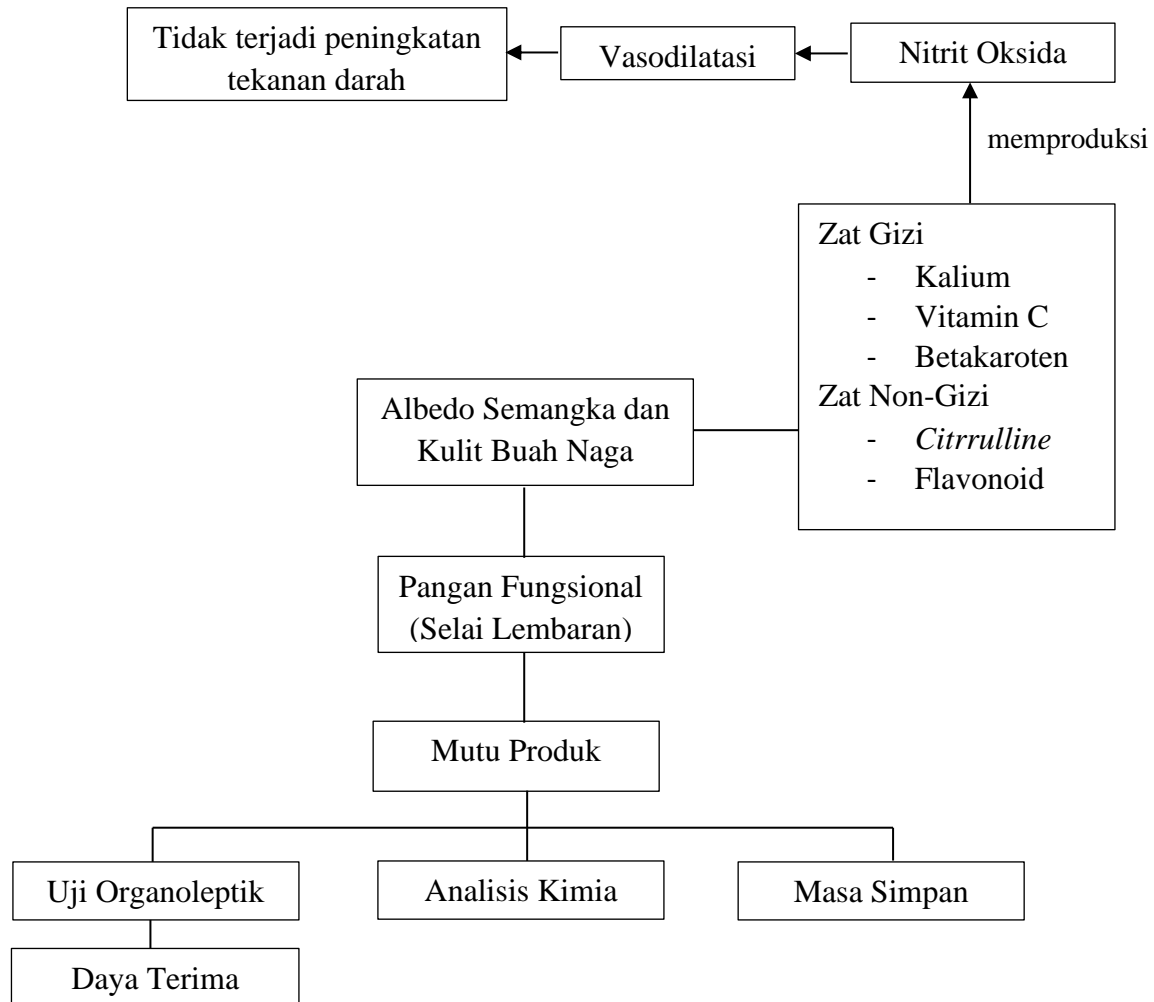 Tidak terjadi peningkatan
tekanan darah
Vasodilatasi
Nitrit Oksida
memproduksi
Zat Gizi
- Kalium
- Vitamin C
- Betakaroten
Zat Non-Gizi
- Citrrulline
- Flavonoid
Albedo Semangka dan
Kulit Buah Naga
Pangan Fungsional
(Selai Lembaran)
Mutu Produk
Uji Organoleptik
Analisis Kimia
Masa Simpan
Daya Terima